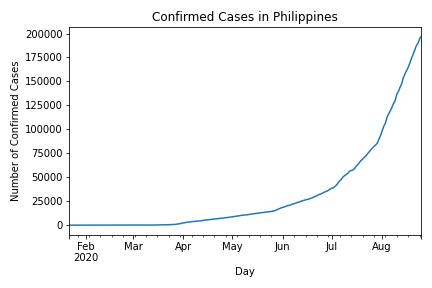 Confirmed Cases in Philippines
200000
175000
150000
125000
100000
75000
50000
25000
0
Number of Confirmed Cases
Feb Mar Apr May Jun Jul Aug
2020
Day